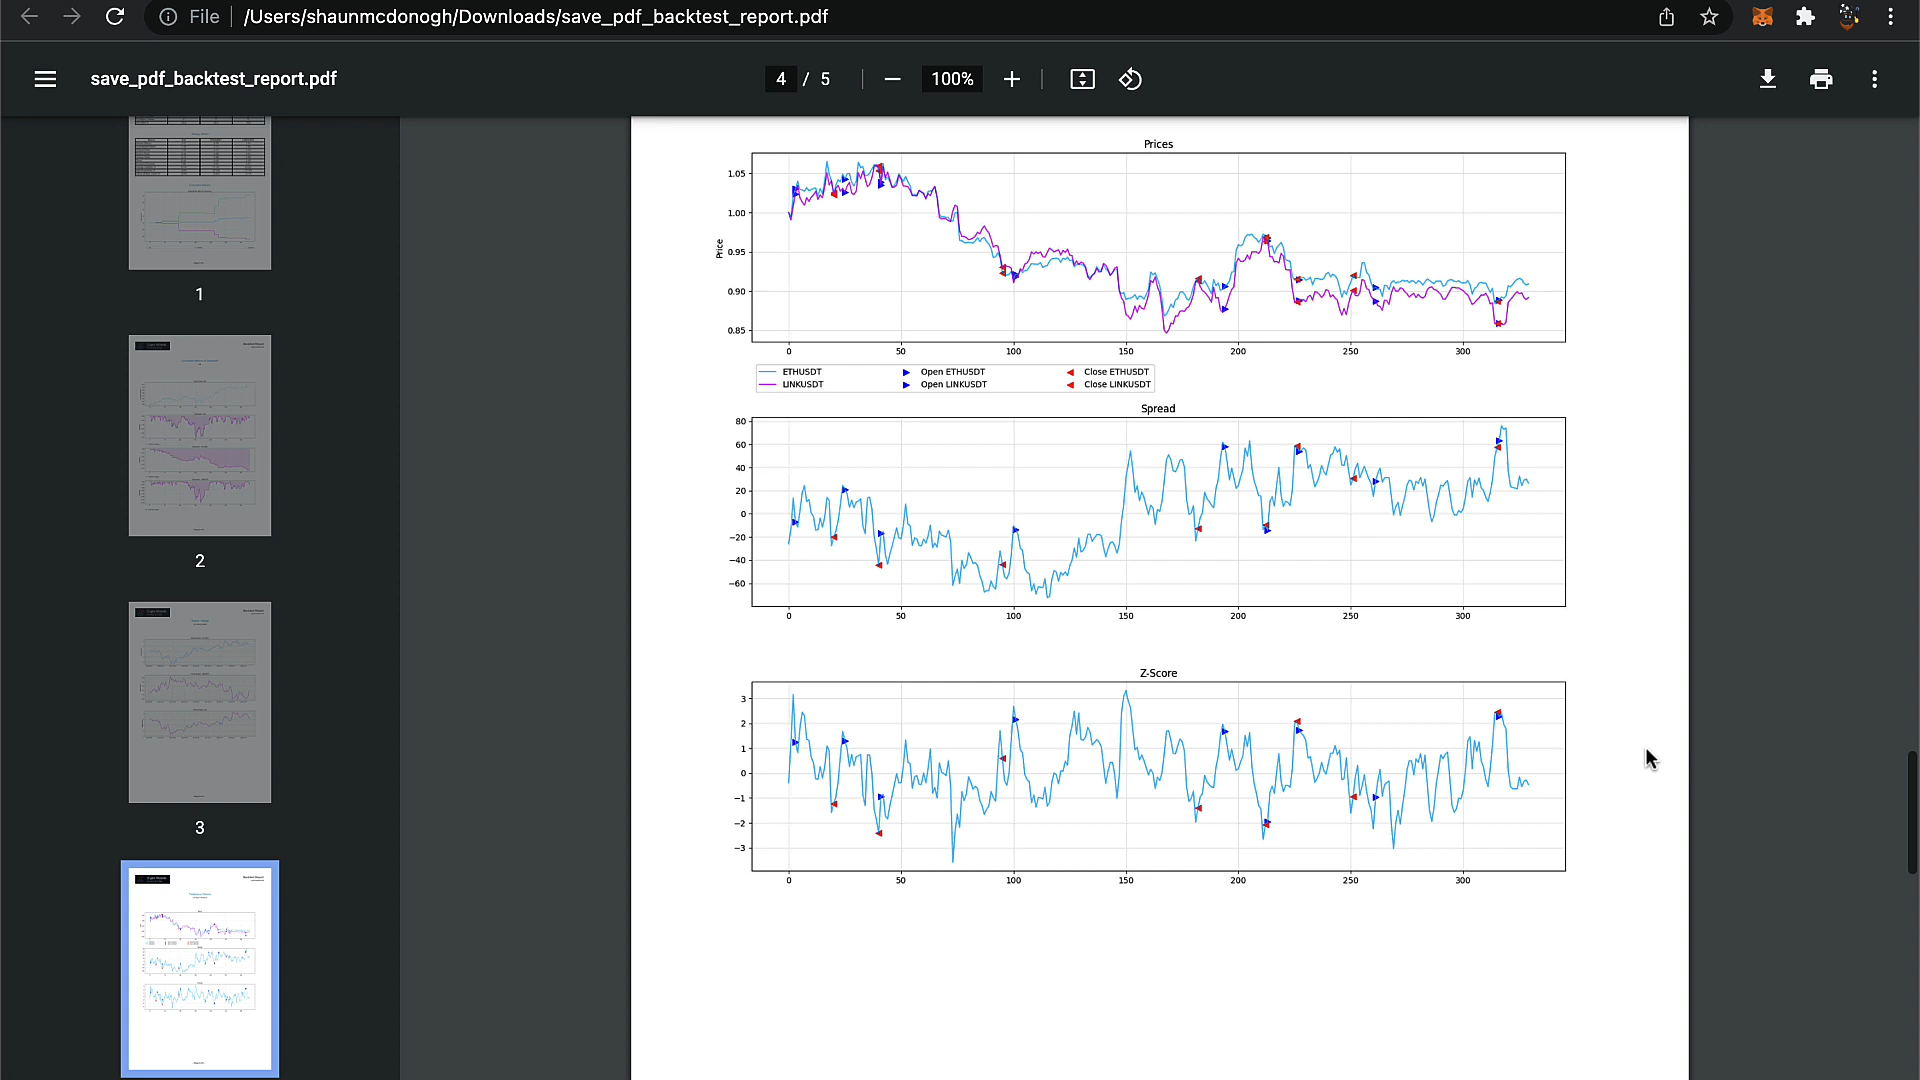 File /Users/shaunmcdonogh/Downloads/save_pdf_backtest_report.pdf
save_pdf_backtest_report.pdf
4 / 5
100%
1
2
3
Prices
1.05
1.00
0.95
0.90
0.85
Price
0 50 100 150 200 250 300
ETHUSDT Open ETHUSDT Close ETHUSDT
LINKUSDT Open LINKUSDT Close LINKUSDT
Spread
80
60
40
20
0
−20
−40
−60
0 50 100 150 200 250 300
Z-Score
3
2
1
0
−1
−2
−3
0 50 100 150 200 250 300